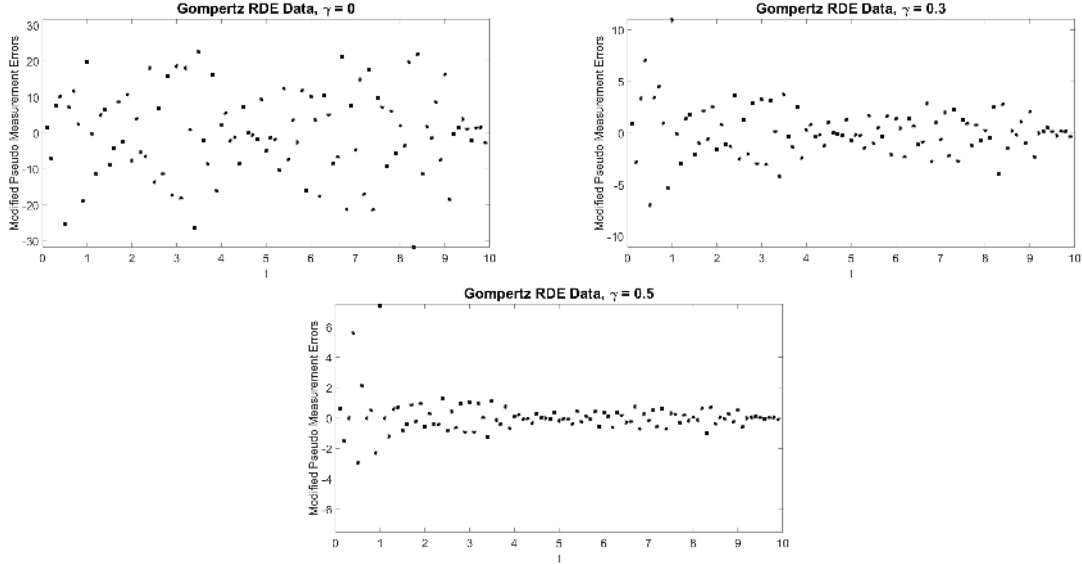 Gompertz RDE Data, γ = 0
Modified Pseudo Measurement Errors
30
20
10
0
-10
-20
-30
0 1 2 3 4 5 6 7 8 9 10
t
Gompertz RDE Data, γ = 0.3
Modified Pseudo Measurement Errors
10
5
0
-5
-10
0 1 2 3 4 5 6 7 8 9 10
t
Gompertz RDE Data, γ = 0.5
Modified Pseudo Measurement Errors
6
4
2
0
-2
-4
-6
0 1 2 3 4 5 6 7 8 9 10
t